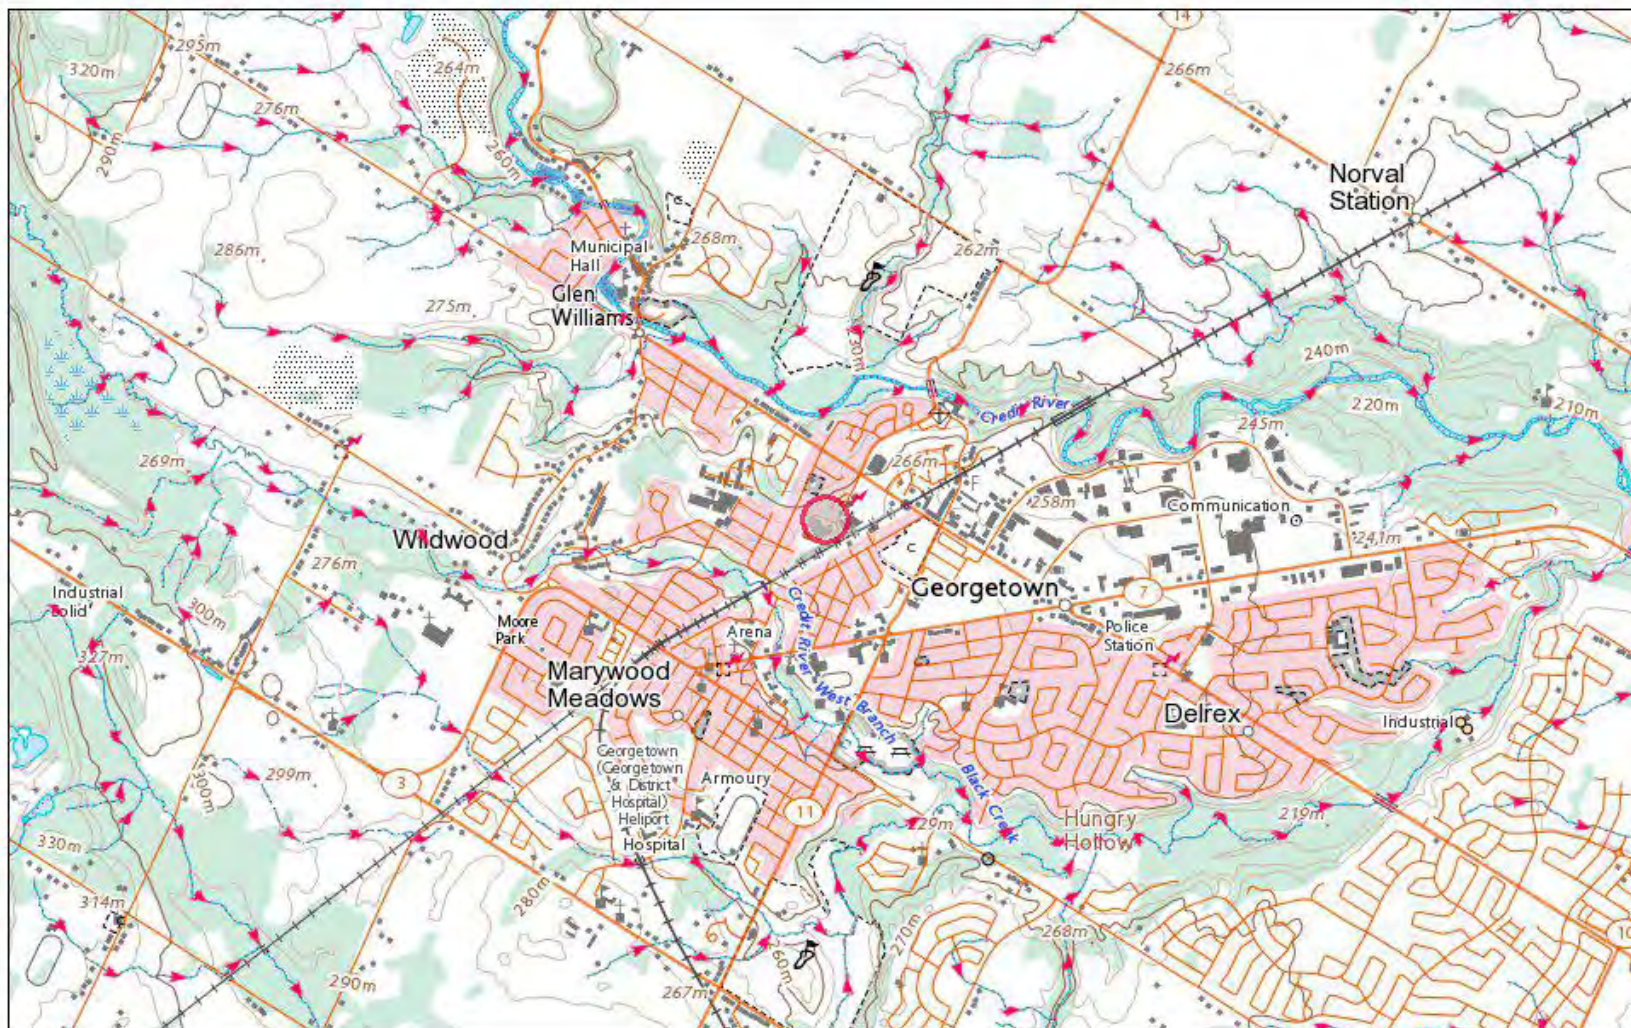 14
295m
264m
320m
276m
266m
290m
260m
Norval
Station
C
268m
262m
286m
Municipal
Hall
Glen
Williams
275m
230m
240m
220m
210m
Credit River
245m
269m
266m
F
258m
Communication
Wildwood
241m
C
276m
Georgetown
7
Industrial
Solid
300m
Credit River West Branch
Moore
Park
Arena
Police
Station
327m
Marywood
Meadows
Delrex
Industrial
C
299m
300m
3
Georgetown
(Georgetown
& District
Hospital)
Heliport
Armoury
Black Creek
11
Hungry
Hollow
219m
229m
330m
Hospital
314m
280m
270m
268m
10
260m
290m
267m